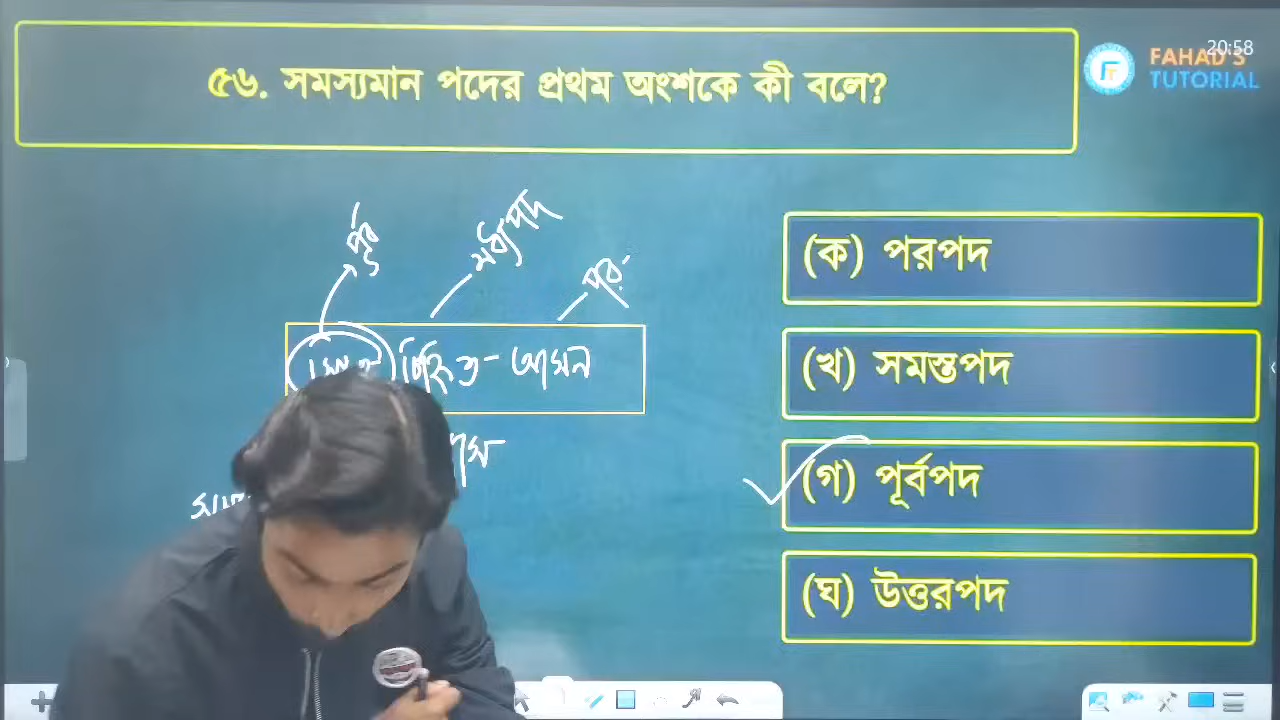 ৫৬. সমস্যমান পদের প্রথম অংশকে কী বলে?
20:58
FAHAD'S
TUTORIAL
পূর্ব
মধ্যপদ
পর
চিহ্নিত - আসন
(ক) পরপদ
(খ) সমস্তপদ
(গ) পূর্বপদ
(ঘ) উত্তরপদ